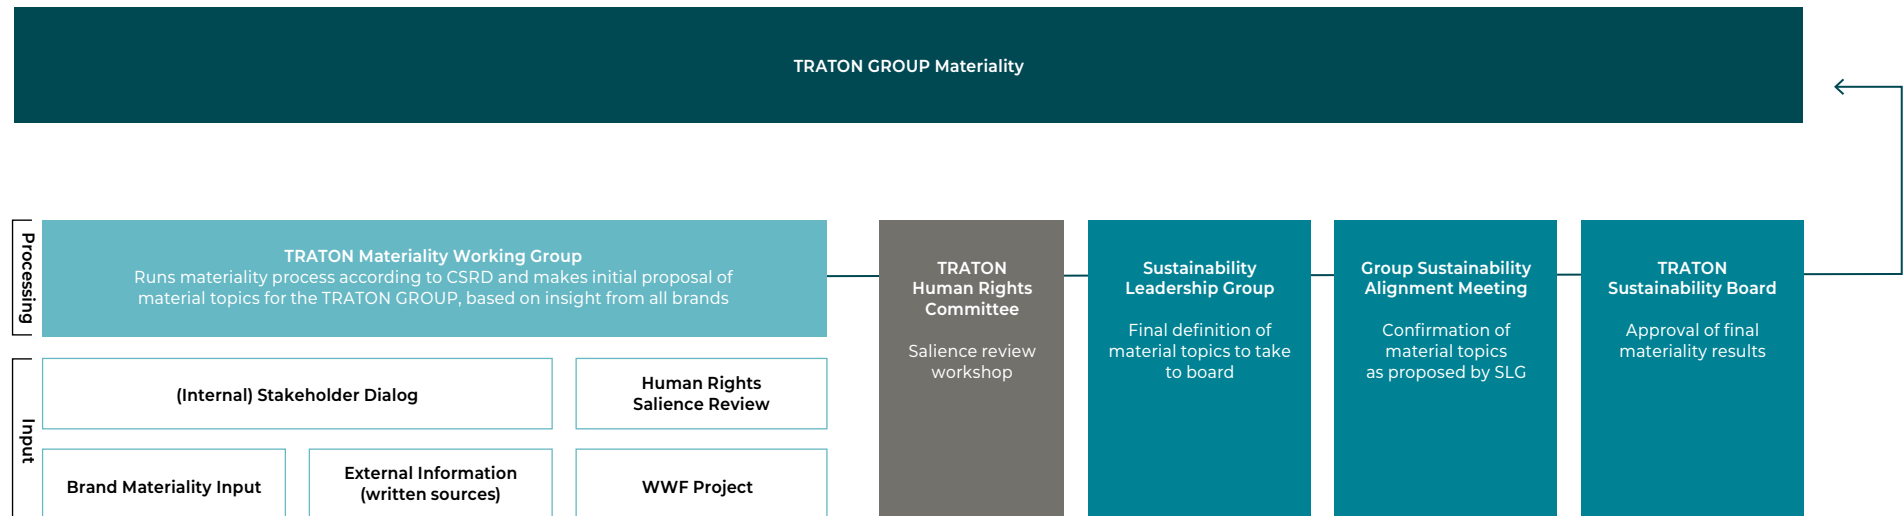 TRATON GROUP Materiality
Processing
TRATON Materiality Working Group
Runs materiality process according to CSRD and makes initial proposal of
material topics for the TRATON GROUP, based on insight from all brands
Input
(Internal) Stakeholder Dialog
Human Rights
Salience Review
Brand Materiality Input
External Information
(written sources)
WWF Project
TRATON
Human Rights
Committee
Salience review
workshop
Sustainability
Leadership Group
Final definition of
material topics to take
to board
Group Sustainability
Alignment Meeting
Confirmation of
material topics
as proposed by SLG
TRATON
Sustainability Board
Approval of final
materiality results